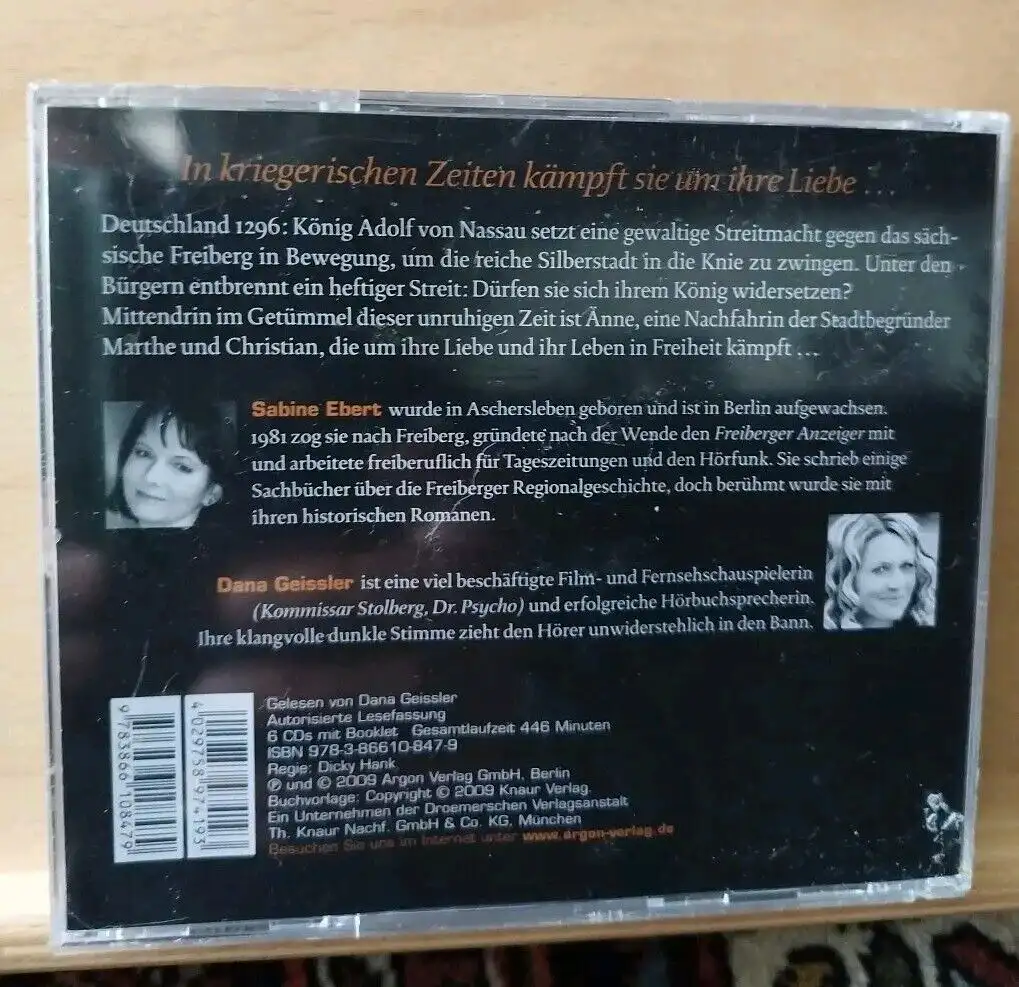 In kriegerischen Zeiten kämpft sie um ihre Liebe ...
Deutschland 1296: König Adolf von Nassau setzt eine gewaltige Streitmacht gegen das säch-
sische Freiberg in Bewegung, um die reiche Silberstadt in die Knie zu zwingen. Unter den
Bürgern entbrennt ein heftiger Streit: Dürfen sie sich ihrem König widersetzen?
Mittendrin im Getümmel dieser unruhigen Zeit ist Änne, eine Nachfahrin der Stadtbegründer
Marthe und Christian, die um ihre Liebe und ihr Leben in Freiheit kämpft ...
Sabine Ebert wurde in Aschersleben geboren und ist in Berlin aufgewachsen.
1981 zog sie nach Freiberg, gründete nach der Wende den Freiberger Anzeiger mit
und arbeitete freiberuflich für Tageszeitungen und den Hörfunk. Sie schrieb einige
Sachbücher über die Freiberger Regionalgeschichte, doch berühmt wurde sie mit
ihren historischen Romanen.
Dana Geissler ist eine viel beschäftigte Film- und Fernsehschauspielerin
(Kommissar Stolberg, Dr. Psycho) und erfolgreiche Hörbuchsprecherin.
Ihre klangvolle dunkle Stimme zieht den Hörer unwiderstehlich in den Bann.
9 783866 108479
4 029758 974193
Gelesen von Dana Geissler
Autorisierte Lesefassung
6 CDs mit Booklet Gesamtlaufzeit 446 Minuten
ISBN 978-3-86610-847-9
Regie: Dicky Hank
℗ und © 2009 Argon Verlag GmbH, Berlin
Buchvorlage: Copyright © 2009 Knaur Verlag.
Ein Unternehmen der Droemerschen Verlagsanstalt
Th. Knaur Nachf. GmbH & Co. KG, München
Besuchen Sie uns im Internet unter www.argon-verlag.de